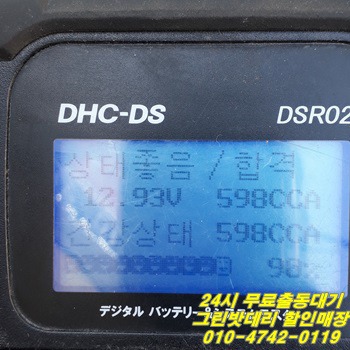 DHC-DS DSR02
상태좋음/합격
12.93V 598CCA
건강상태 598CCA
98%
24시 무료출동대기
그린밧데리 할인매장
デジタル バッテリー
010-4742-0119